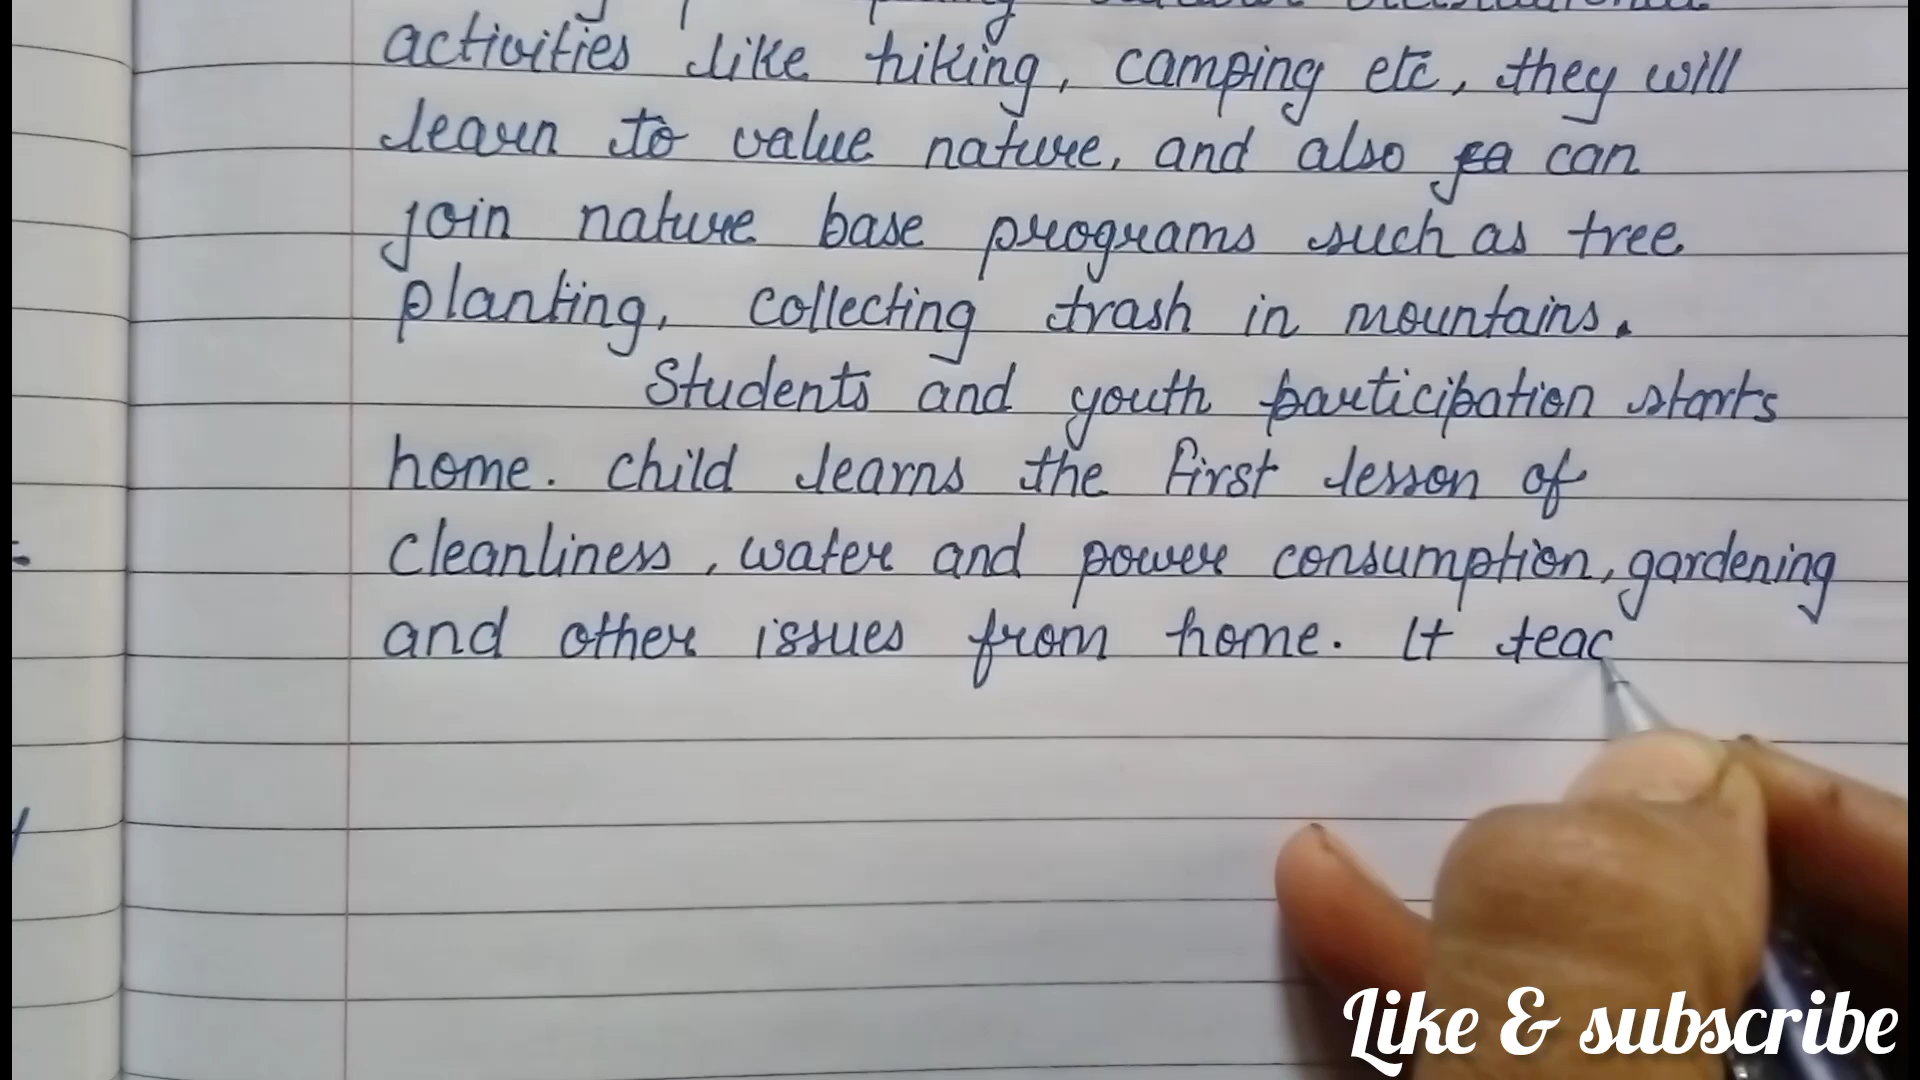 activities like hiking, camping etc, they will
learn to value nature, and also can
join nature base programs such as tree
planting, collecting trash in mountains.
Students and youth participation starts
home. Child learns the first lesson of
cleanliness, water and power consumption, gardening
and other issues from home. It teac
Like & subscribe